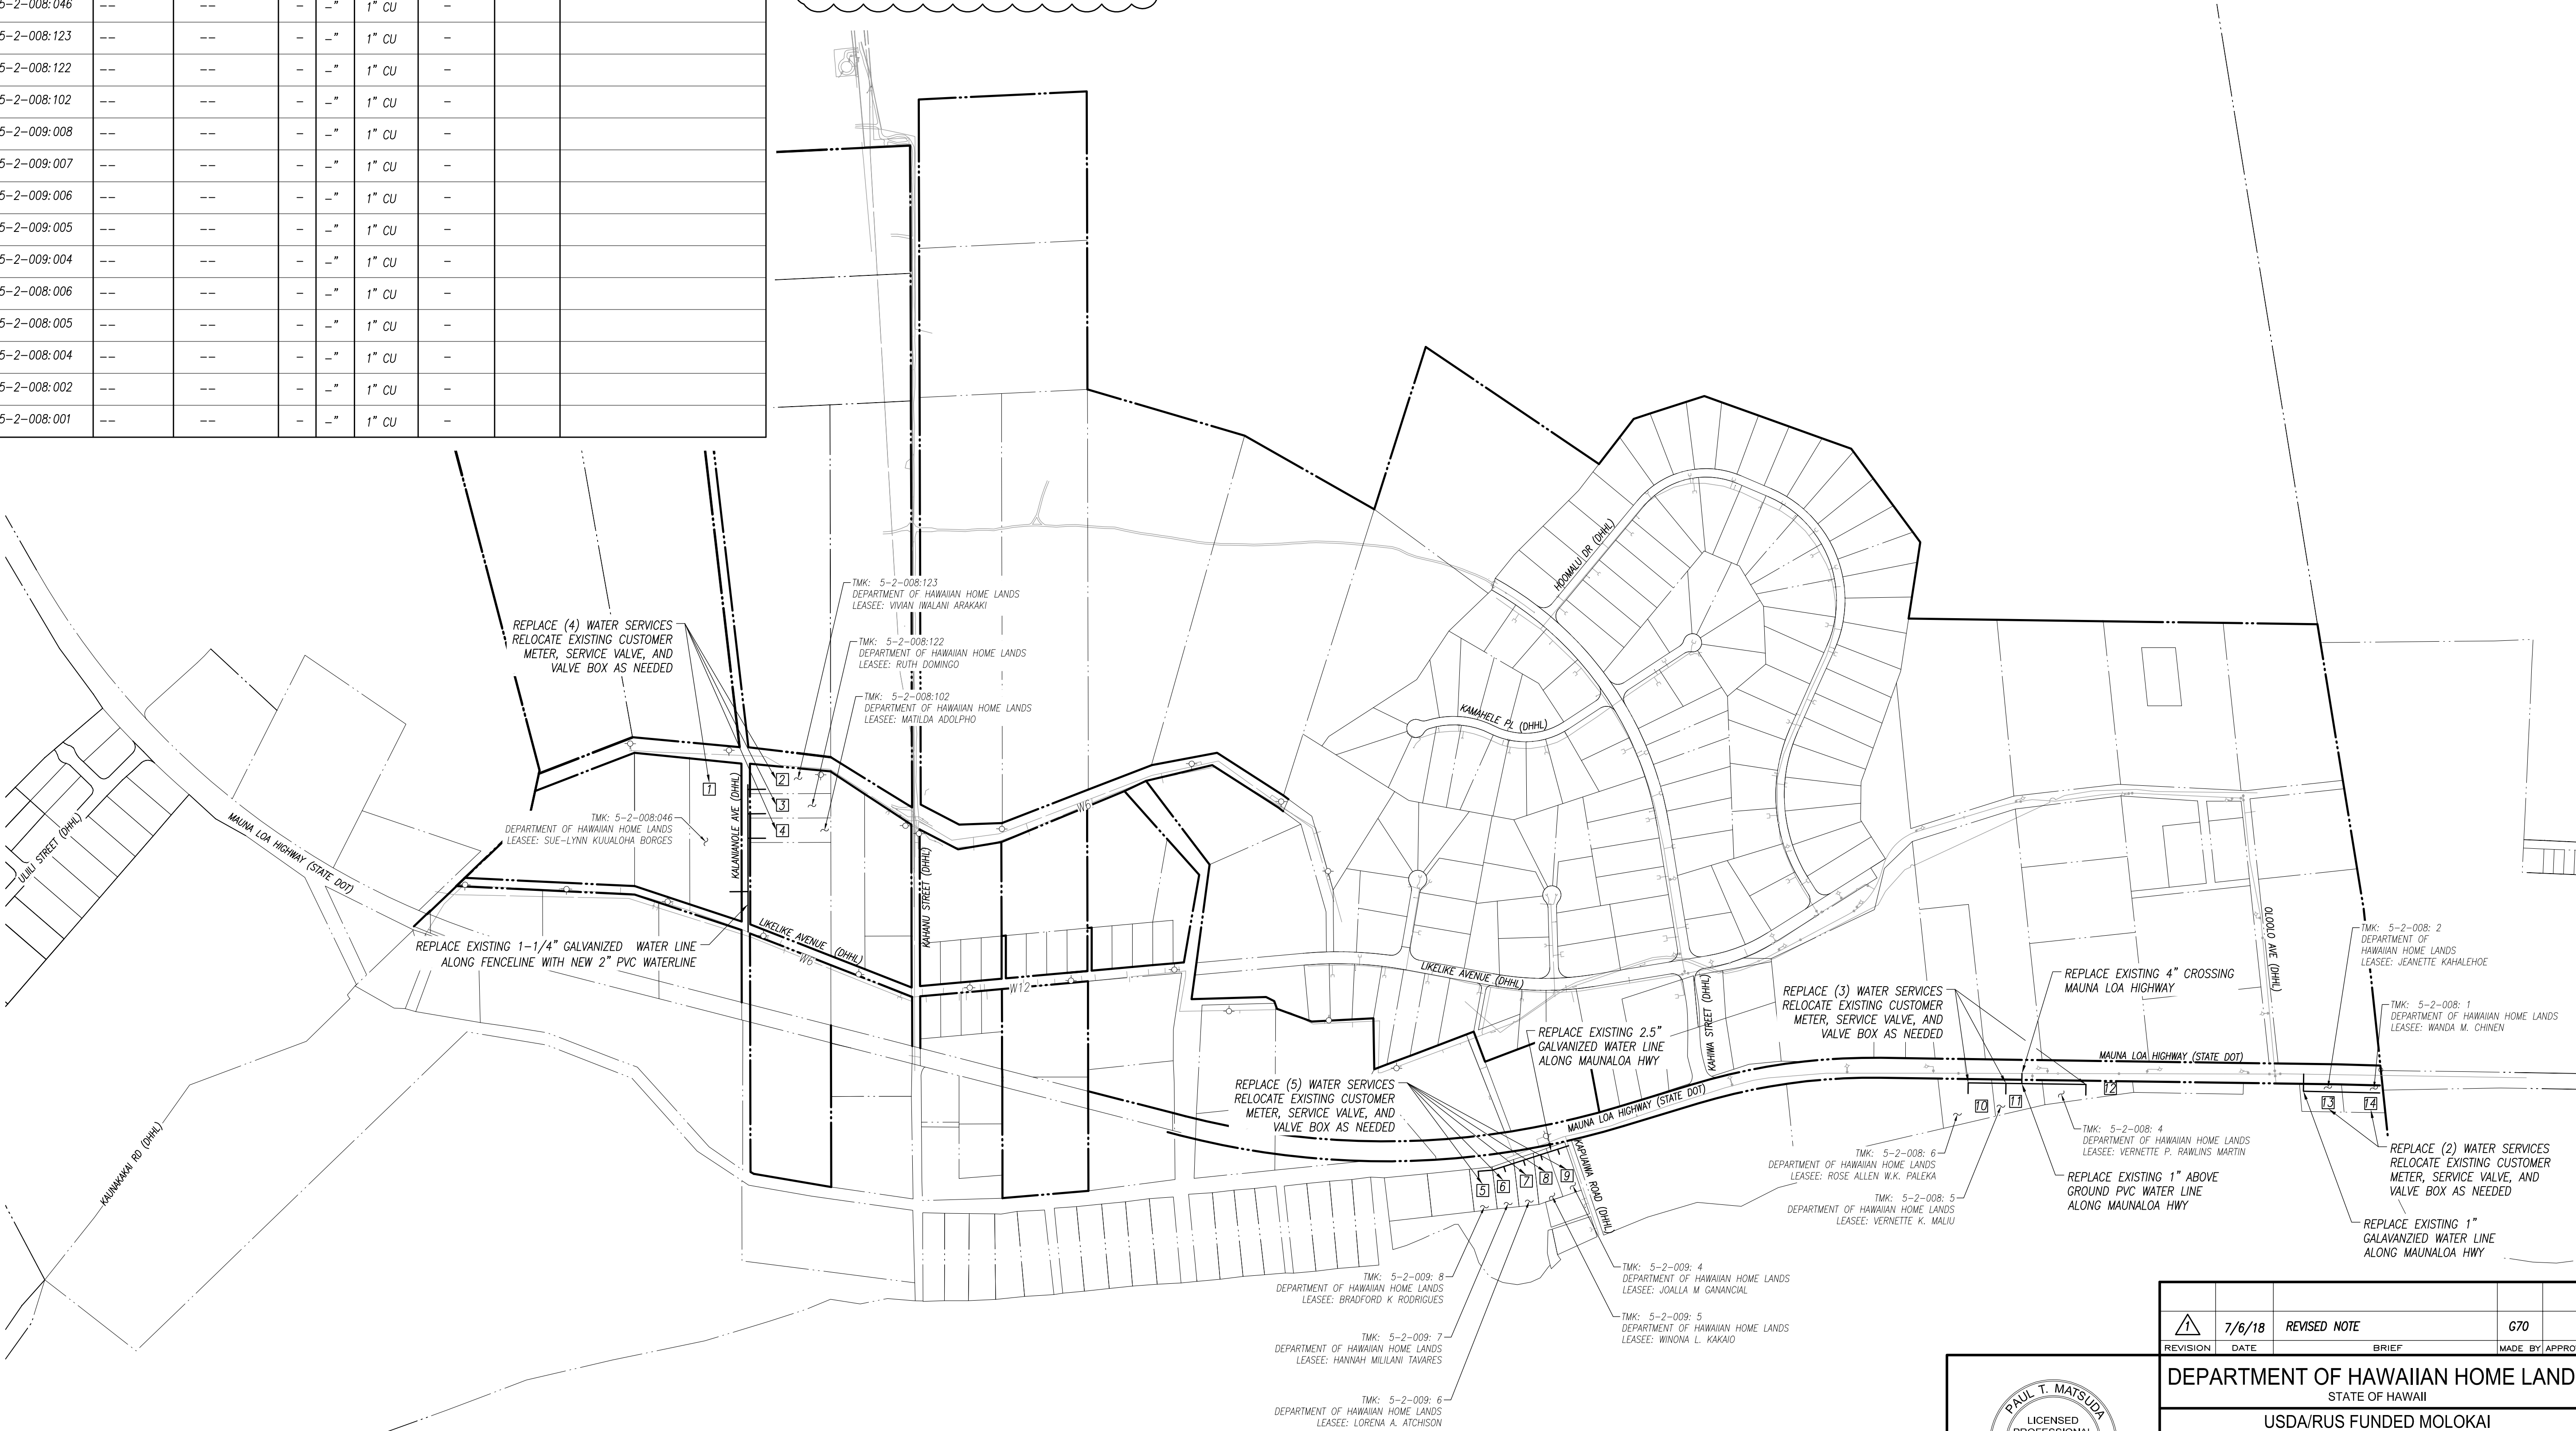 5-2-008:046 -- -- - -" 1" CU -
5-2-008:123 -- -- - -" 1" CU -
5-2-008:122 -- -- - -" 1" CU -
5-2-008:102 -- -- - -" 1" CU -
5-2-009:008 -- -- - -" 1" CU -
5-2-009:007 -- -- - -" 1" CU -
5-2-009:006 -- -- - -" 1" CU -
5-2-009:005 -- -- - -" 1" CU -
5-2-009:004 -- -- - -" 1" CU -
5-2-008:006 -- -- - -" 1" CU -
5-2-008:005 -- -- - -" 1" CU -
5-2-008:004 -- -- - -" 1" CU -
5-2-008:002 -- -- - -" 1" CU -
5-2-008:001 -- -- - -" 1" CU -
TMK: 5-2-008:123
DEPARTMENT OF HAWAIIAN HOME LANDS
LEASEE: VIVIAN IWALANI ARAKAKI
REPLACE (4) WATER SERVICES
RELOCATE EXISTING CUSTOMER
METER, SERVICE VALVE, AND
VALVE BOX AS NEEDED
TMK: 5-2-008:122
DEPARTMENT OF HAWAIIAN HOME LANDS
LEASEE: RUTH DOMINGO
TMK: 5-2-008:102
DEPARTMENT OF HAWAIIAN HOME LANDS
LEASEE: MATILDA ADOLPHO
HOOMALU DR (DHHL)
KAMAHELE PL (DHHL)
1
2
3
4
TMK: 5-2-008:046
DEPARTMENT OF HAWAIIAN HOME LANDS
LEASEE: SUE-LYNN KUUALOHA BORGES
KALANIANOLE AVE (DHHL)
KAHANU STREET (DHHL)
W6
ULIILI STREET (DHHL)
MAUNA LOA HIGHWAY (STATE DOT)
LIKELIKE AVENUE (DHHL)
W6
W12
REPLACE EXISTING 1-1/4" GALVANIZED WATER LINE
ALONG FENCELINE WITH NEW 2" PVC WATERLINE
LIKELIKE AVENUE (DHHL)
KAHIWA STREET (DHHL)
OLOOLO AVE (DHHL)
TMK: 5-2-008: 2
DEPARTMENT OF
HAWAIIAN HOME LANDS
LEASEE: JEANETTE KAHALEHOE
REPLACE EXISTING 4" CROSSING
MAUNA LOA HIGHWAY
REPLACE (3) WATER SERVICES
RELOCATE EXISTING CUSTOMER
METER, SERVICE VALVE, AND
VALVE BOX AS NEEDED
TMK: 5-2-008: 1
DEPARTMENT OF HAWAIIAN HOME LANDS
LEASEE: WANDA M. CHINEN
REPLACE EXISTING 2.5"
GALVANIZED WATER LINE
ALONG MAUNALOA HWY
MAUNA LOA HIGHWAY (STATE DOT)
REPLACE (5) WATER SERVICES
RELOCATE EXISTING CUSTOMER
METER, SERVICE VALVE, AND
VALVE BOX AS NEEDED
MAUNA LOA HIGHWAY (STATE DOT)
10
11
12
13
14
TMK: 5-2-008: 4
DEPARTMENT OF HAWAIIAN HOME LANDS
LEASEE: VERNETTE P. RAWLINS MARTIN
REPLACE (2) WATER SERVICES
RELOCATE EXISTING CUSTOMER
METER, SERVICE VALVE, AND
VALVE BOX AS NEEDED
TMK: 5-2-008: 6
DEPARTMENT OF HAWAIIAN HOME LANDS
LEASEE: ROSE ALLEN W.K. PALEKA
REPLACE EXISTING 1" ABOVE
GROUND PVC WATER LINE
ALONG MAUNALOA HWY
TMK: 5-2-008: 5
DEPARTMENT OF HAWAIIAN HOME LANDS
LEASEE: VERNETTE K. MALIU
REPLACE EXISTING 1"
GALAVANZIED WATER LINE
ALONG MAUNALOA HWY
5
6
7
8
9
KAPUAIWA ROAD (DHHL)
KAUNAKAKAI RD (DHHL)
TMK: 5-2-009: 8
DEPARTMENT OF HAWAIIAN HOME LANDS
LEASEE: BRADFORD K RODRIGUES
TMK: 5-2-009: 4
DEPARTMENT OF HAWAIIAN HOME LANDS
LEASEE: JOALLA M GANANCIAL
TMK: 5-2-009: 5
DEPARTMENT OF HAWAIIAN HOME LANDS
LEASEE: WINONA L. KAKAIO
TMK: 5-2-009: 7
DEPARTMENT OF HAWAIIAN HOME LANDS
LEASEE: HANNAH MILILANI TAVARES
TMK: 5-2-009: 6
DEPARTMENT OF HAWAIIAN HOME LANDS
LEASEE: LORENA A. ATCHISON
1 7/6/18 REVISED NOTE G70
REVISION DATE BRIEF MADE BY APPRO
DEPARTMENT OF HAWAIIAN HOME LAND
STATE OF HAWAII
USDA/RUS FUNDED MOLOKAI
PAUL T. MATSUDA
LICENSED
PROFESSIONAL